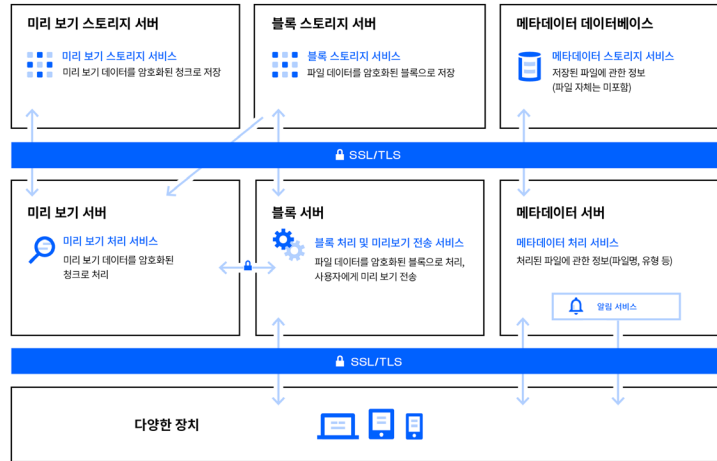 미리 보기 스토리지 서버
미리 보기 스토리지 서비스
미리 보기 데이터를 암호화된 청크로 저장
블록 스토리지 서버
블록 스토리지 서비스
파일 데이터를 암호화된 블록으로 저장
메타데이터 데이터베이스
메타데이터 스토리지 서비스
저장된 파일에 관한 정보
(파일 자체는 미포함)
SSL/TLS
미리 보기 서버
미리 보기 처리 서비스
미리 보기 데이터를 암호화된
청크로 처리
블록 서버
블록 처리 및 미리보기 전송 서비스
파일 데이터를 암호화된 블록으로 처리,
사용자에게 미리 보기 전송
메타데이터 서버
메타데이터 처리 서비스
처리된 파일에 관한 정보(파일명, 유형 등)
알림 서비스
SSL/TLS
다양한 장치